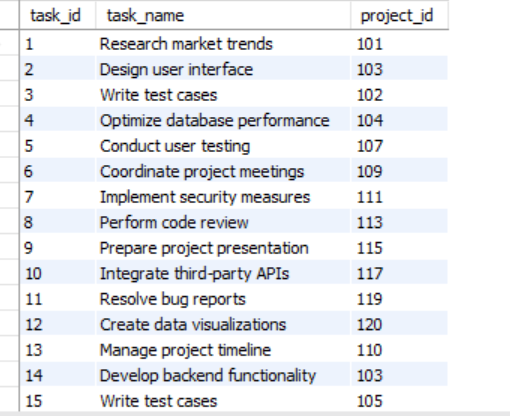 task_id task_name project_id
1 Research market trends 101
2 Design user interface 103
3 Write test cases 102
4 Optimize database performance 104
5 Conduct user testing 107
6 Coordinate project meetings 109
7 Implement security measures 111
8 Perform code review 113
9 Prepare project presentation 115
10 Integrate third-party APIs 117
11 Resolve bug reports 119
12 Create data visualizations 120
13 Manage project timeline 110
14 Develop backend functionality 103
15 Write test cases 105